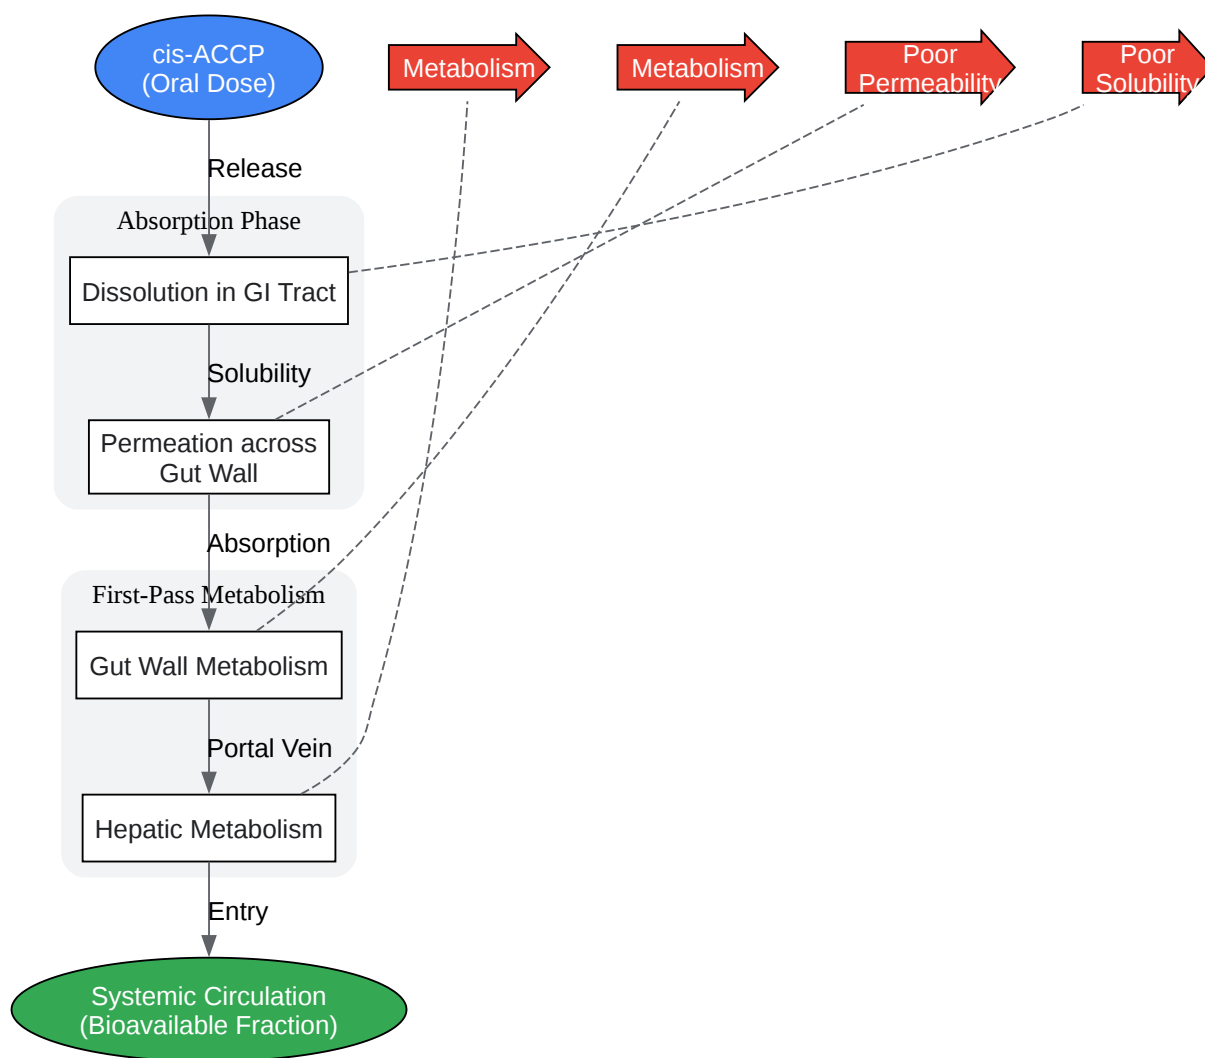 cis-ACCP
(Oral Dose)
Metabolism
Metabolism
Poor
Permeability
Poor
Solubility
Release
Absorption Phase
Dissolution in GI Tract
Solubility
Permeation across
Gut Wall
Absorption
First-Pass Metabolism
Gut Wall Metabolism
Portal Vein
Hepatic Metabolism
Entry
Systemic Circulation
(Bioavailable Fraction)